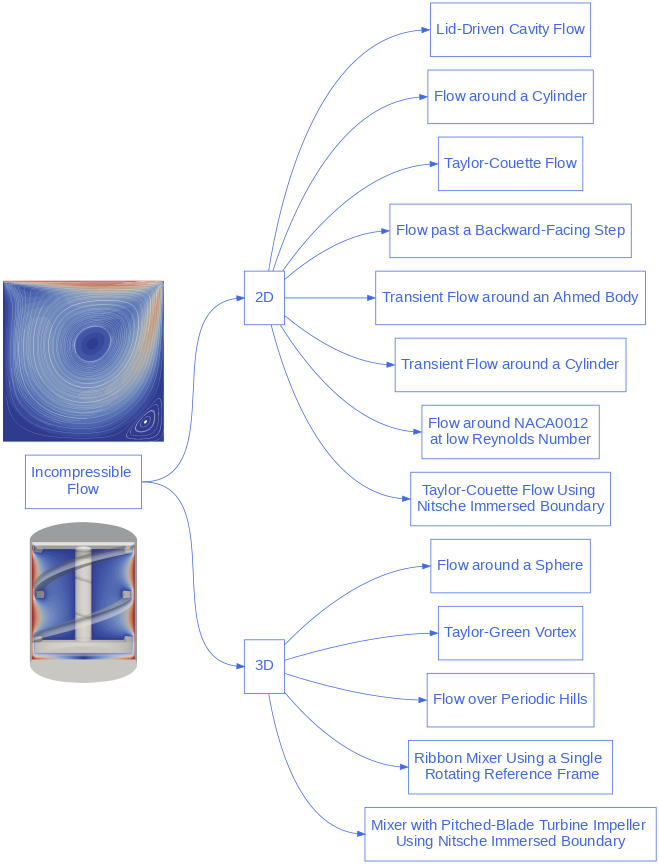 Incompressible
Flow
2D
Lid-Driven Cavity Flow
Flow around a Cylinder
Taylor-Couette Flow
Flow past a Backward-Facing Step
Transient Flow around an Ahmed Body
Transient Flow around a Cylinder
Flow around NACA0012
at low Reynolds Number
Taylor-Couette Flow Using
Nitsche Immersed Boundary
3D
Flow around a Sphere
Taylor-Green Vortex
Flow over Periodic Hills
Ribbon Mixer Using a Single
Rotating Reference Frame
Mixer with Pitched-Blade Turbine Impeller
Using Nitsche Immersed Boundary